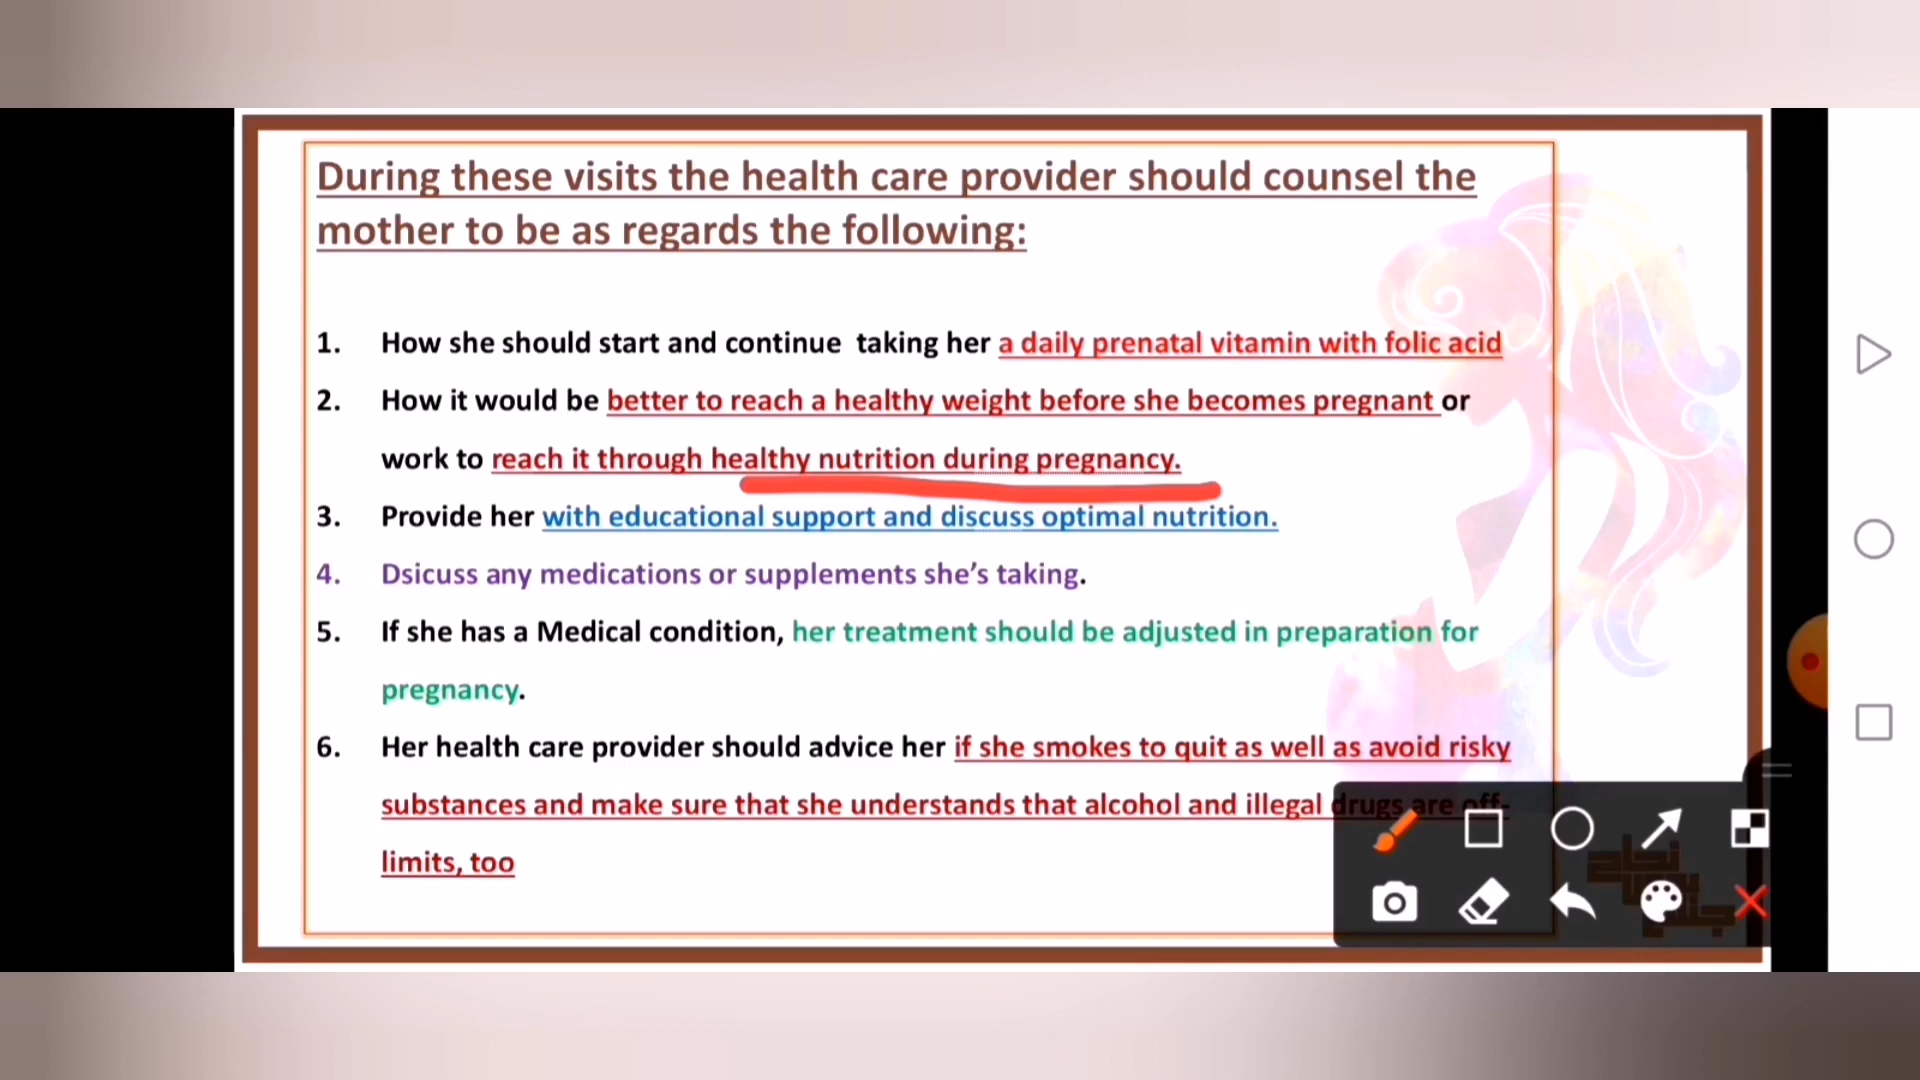 During these visits the health care provider should counsel the
mother to be as regards the following:
1. How she should start and continue taking her a daily prenatal vitamin with folic acid
2. How it would be better to reach a healthy weight before she becomes pregnant or
work to reach it through healthy nutrition during pregnancy.
3. Provide her with educational support and discuss optimal nutrition.
4. Dsicuss any medications or supplements she's taking.
5. If she has a Medical condition, her treatment should be adjusted in preparation for
pregnancy.
6. Her health care provider should advice her if she smokes to quit as well as avoid risky
substances and make sure that she understands that alcohol and illegal drugs are off-
limits, too